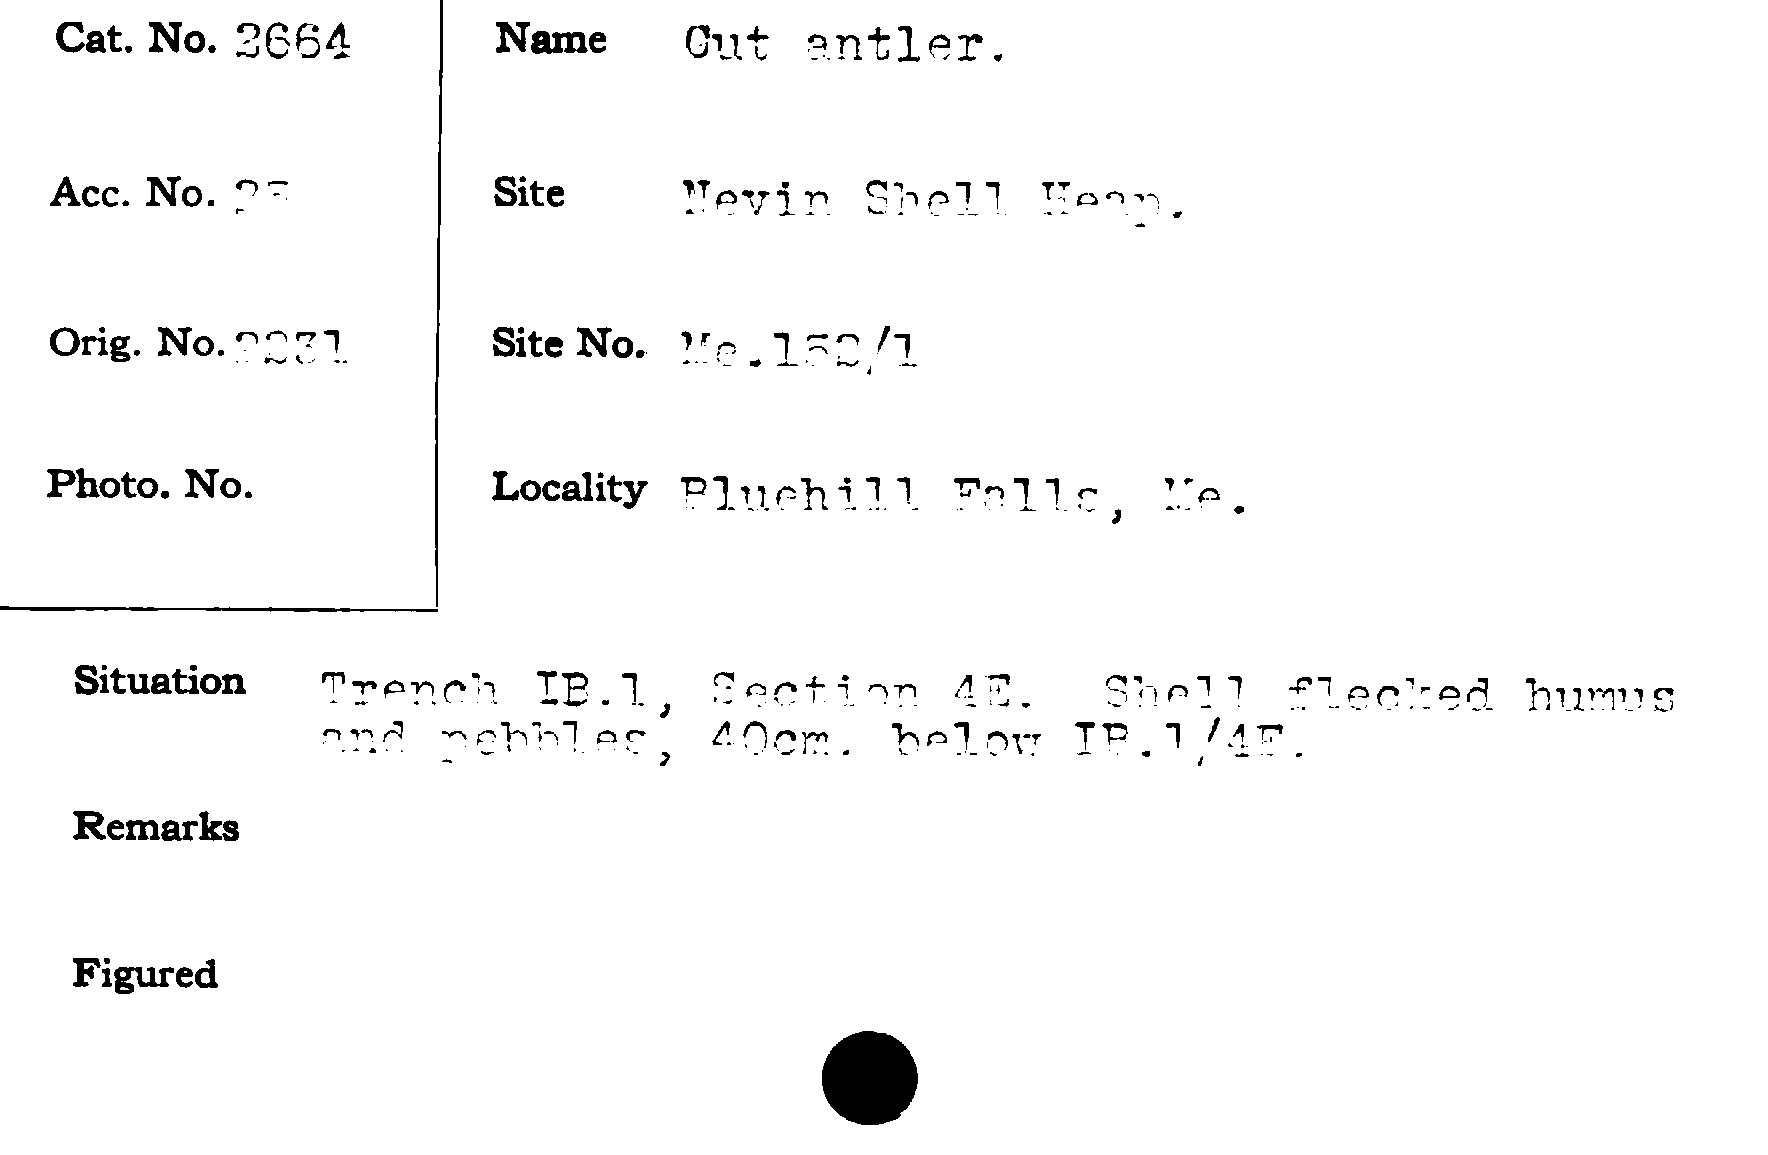 Cat. No. 2664 Name Cut antler.
Acc. No. 25 Site Nevin Shell Heap.
Orig. No. 2231 Site No. Me.152/1
Photo. No. Locality Bluehill Falls, Me.
Situation Trench IB.1, Section 4E. Shell flecked humus
and pebbles, 40cm. below IB.1/4E.
Remarks
Figured